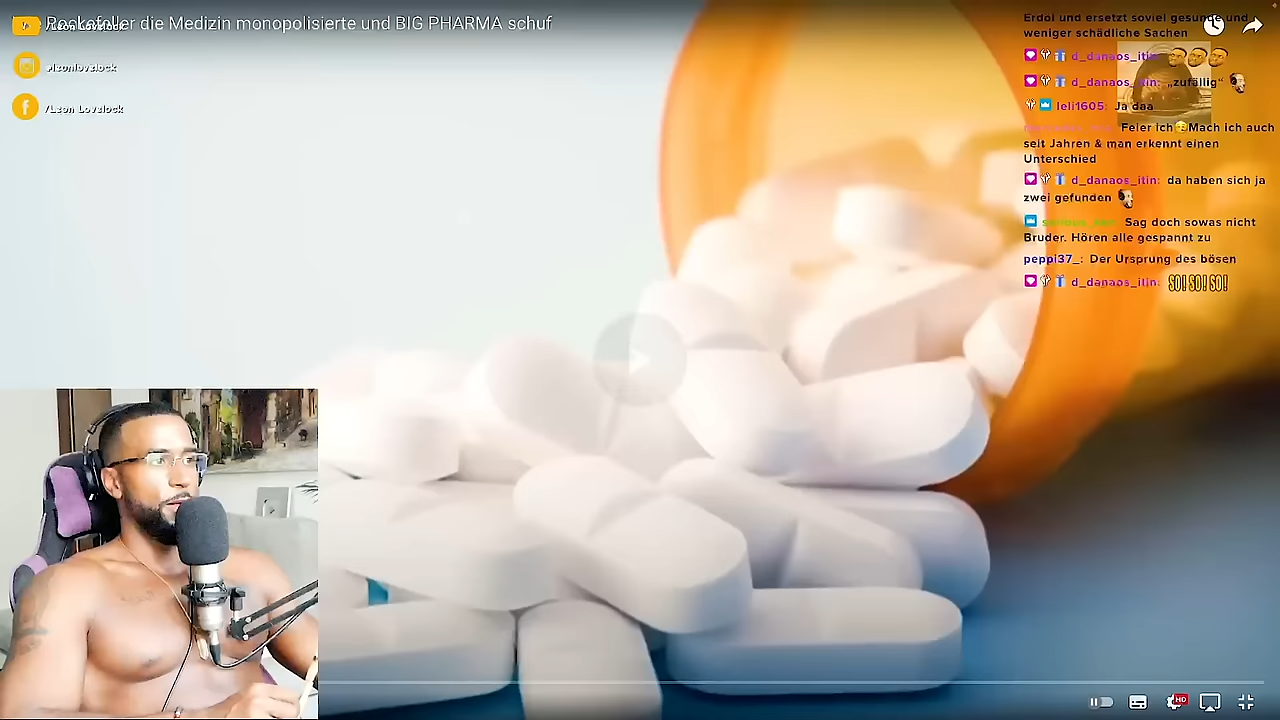 Rockefeller die Medizin monopolisierte und BIG PHARMA schuf
/Leon Lovelock
@leonlovelock
/Leon Lovelock
Erdöl und ersetzt soviel gesunde und
weniger schädliche Sachen
d_danaos_itin:
d_danaos_itin: „zufällig“
leli1605: Ja daa
Feier ich Mach ich auch
seit Jahren & man erkennt einen
Unterschied
d_danaos_itin: da haben sich ja
zwei gefunden
Sag doch sowas nicht
Bruder. Hören alle gespannt zu
peppi37_: Der Ursprung des bösen
d_danaos_itin: SO! SO! SO!
HD